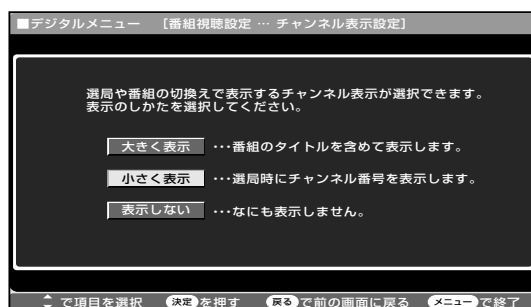 ■デジタルメニュー ［番組視聴設定 … チャンネル表示設定］
選局や番組の切換えで表示するチャンネル表示が選択できます。
表示のしかたを選択してください。
大きく表示 …番組のタイトルを含めて表示します。
小さく表示 …選局時にチャンネル番号を表示します。
表示しない …なにも表示しません。
で項目を選択 決定を押す 戻るで前の画面に戻る メニューで終了